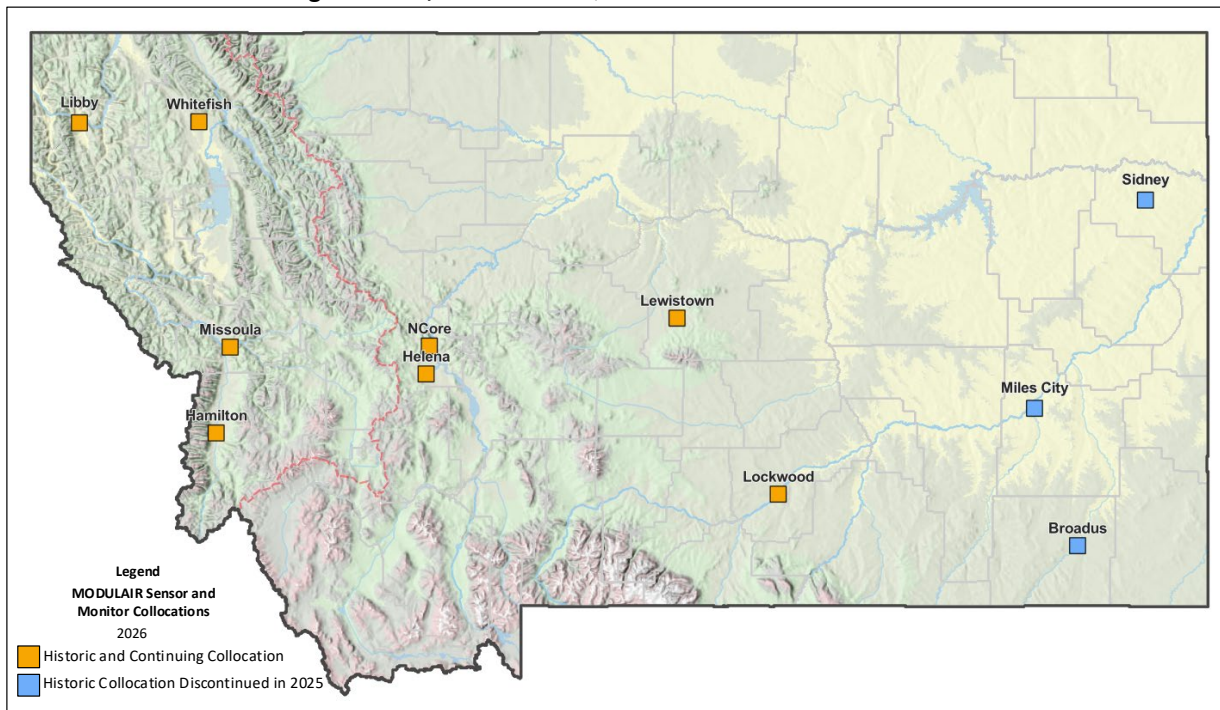 Libby
Whitefish
Sidney
Lewistown
Missoula
NCore
Helena
Miles City
Hamilton
Lockwood
Broadus
Legend
MODULAIR Sensor and
Monitor Collocations
2026
Historic and Continuing Collocation
Historic Collocation Discontinued in 2025